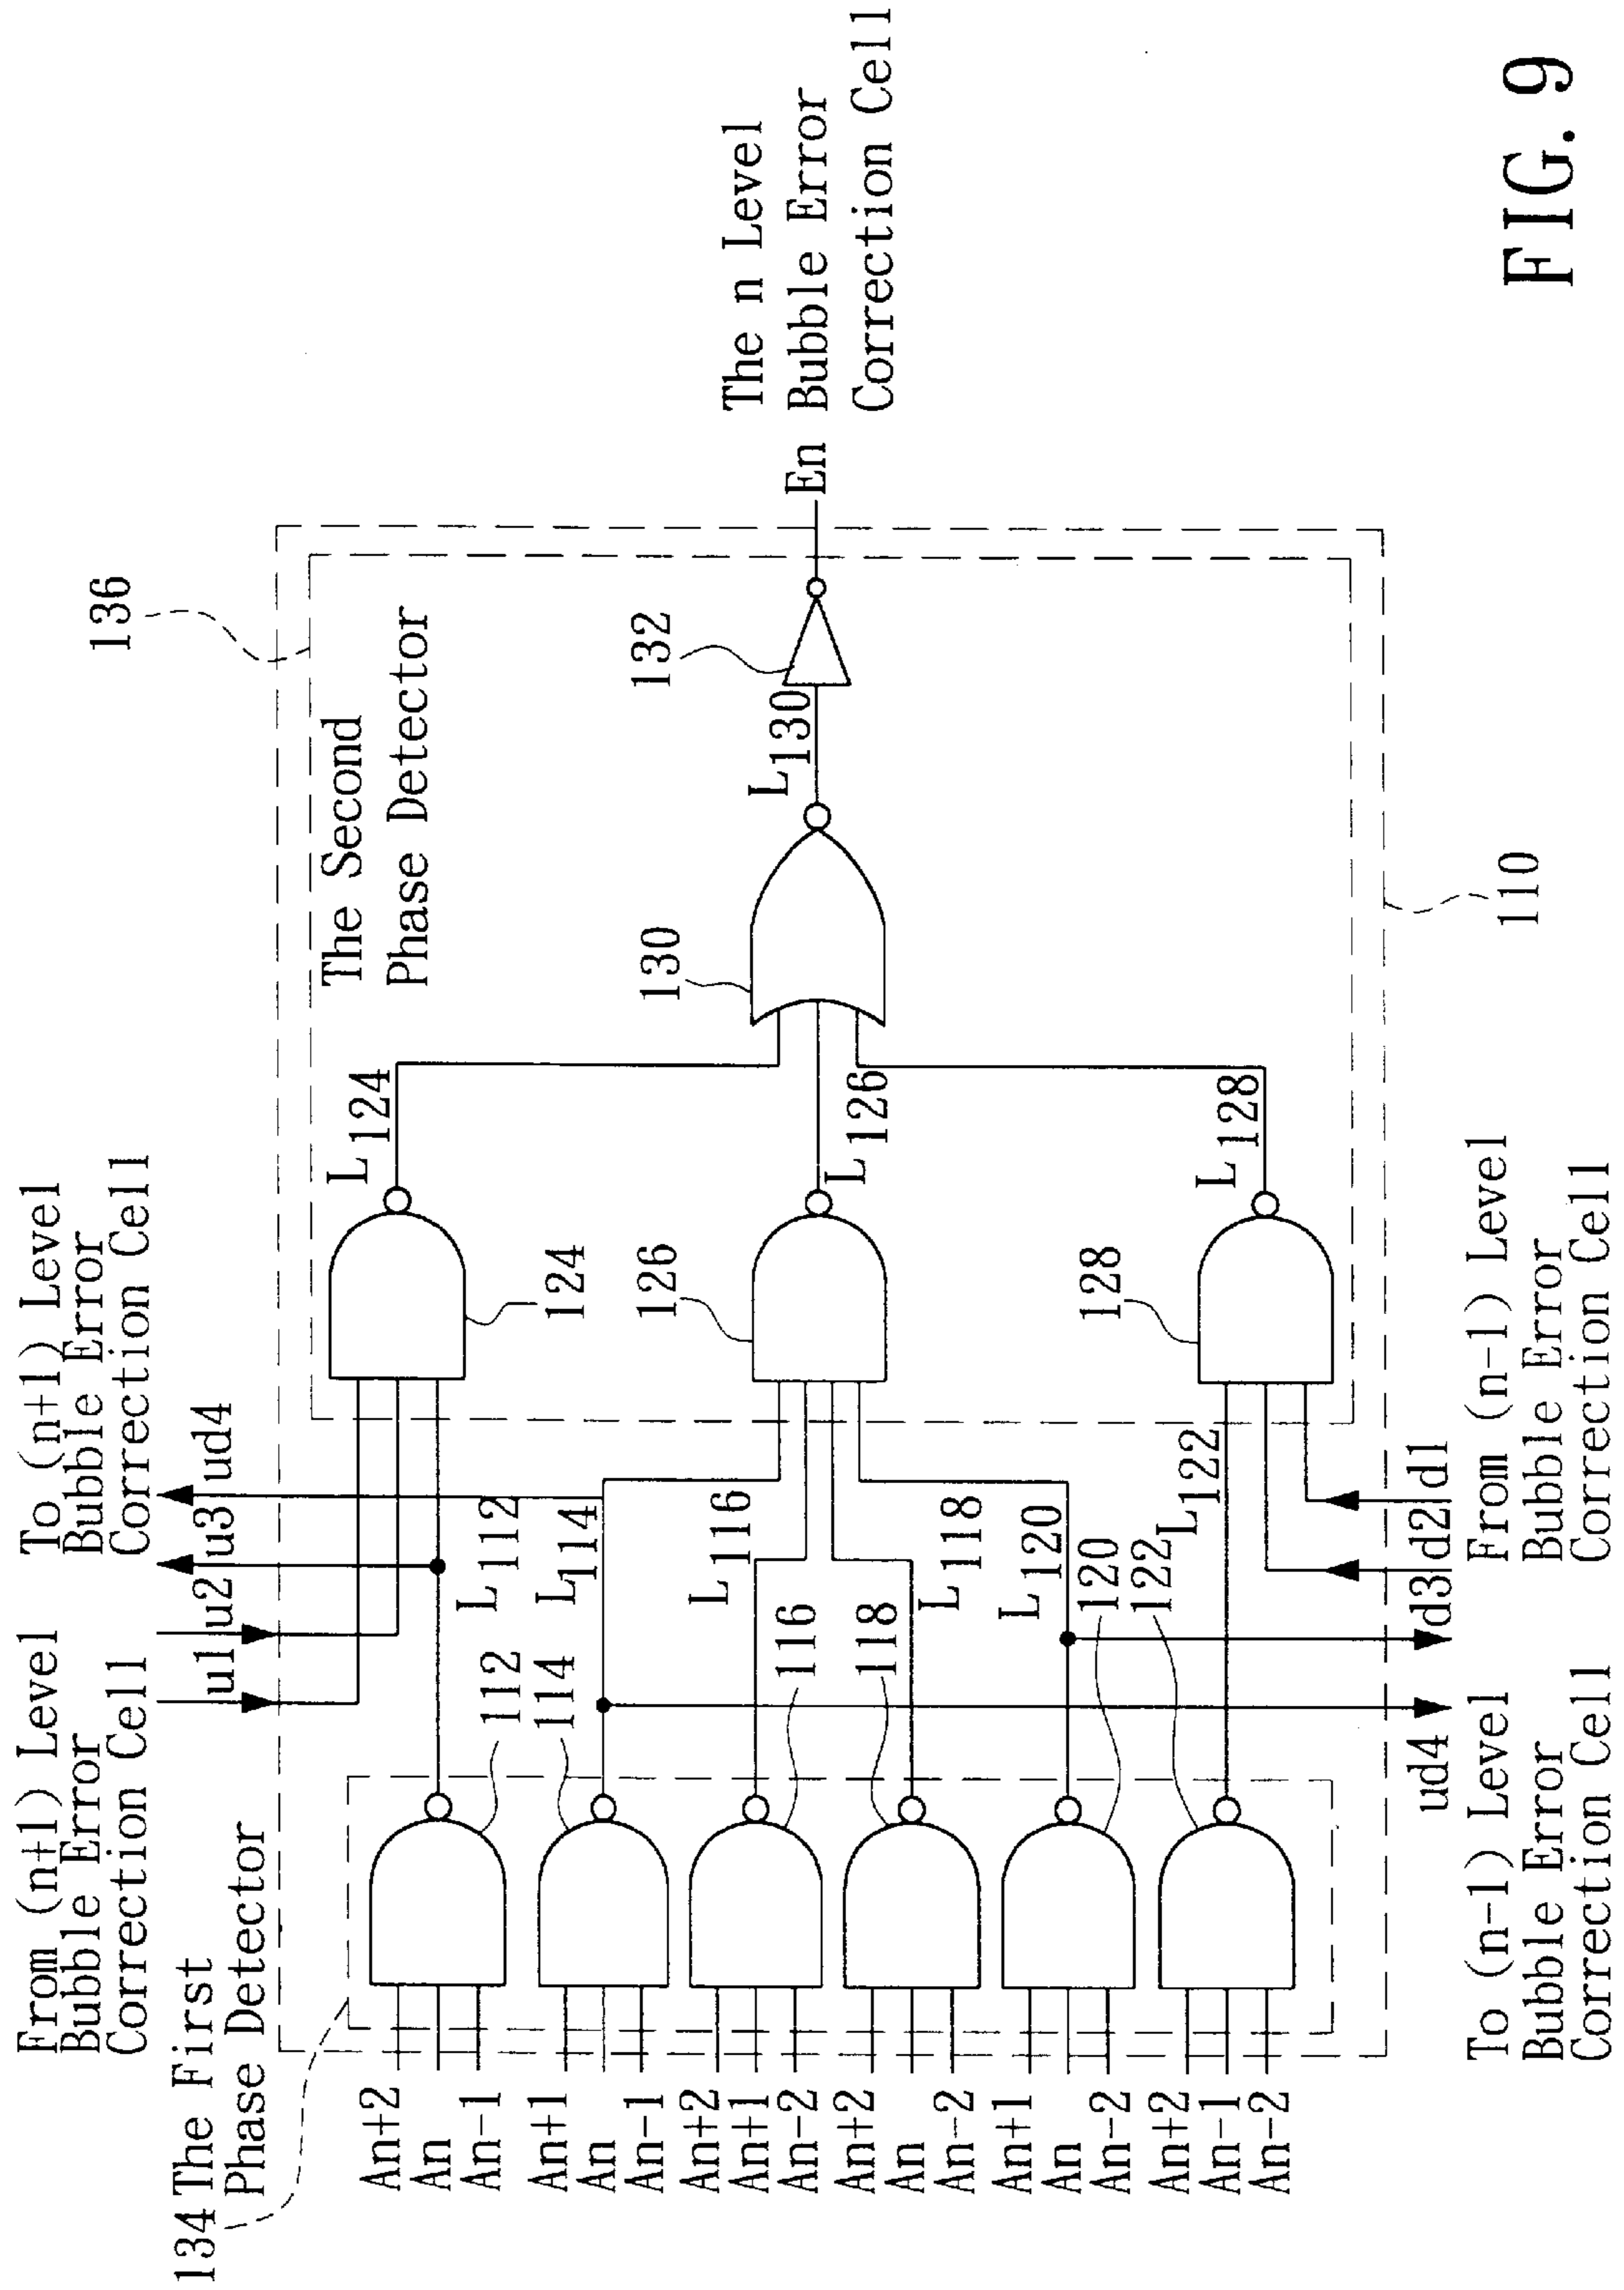 From (n+1) Level
Bubble Error
Correction Cell
To (n+1) Level
Bubble Error
Correction Cell
u1
u2
u3
ud4
136
134
The First
Phase Detector
The Second
Phase Detector
An+2
An
An-1
An+1
An
An-1
An+2
An+1
An-2
An+2
An
An-2
An+1
An
An-2
An+2
An-1
An-2
112
114
116
118
120
122
L112
L114
L116
L118
L120
L122
124
126
128
L124
L126
L128
130
L130
132
En
The n Level
Bubble Error
Correction Cell
110
ud4
d3
d2
d1
To (n-1) Level
Bubble Error
Correction Cell
From (n-1) Level
Bubble Error
Correction Cell
FIG. 9